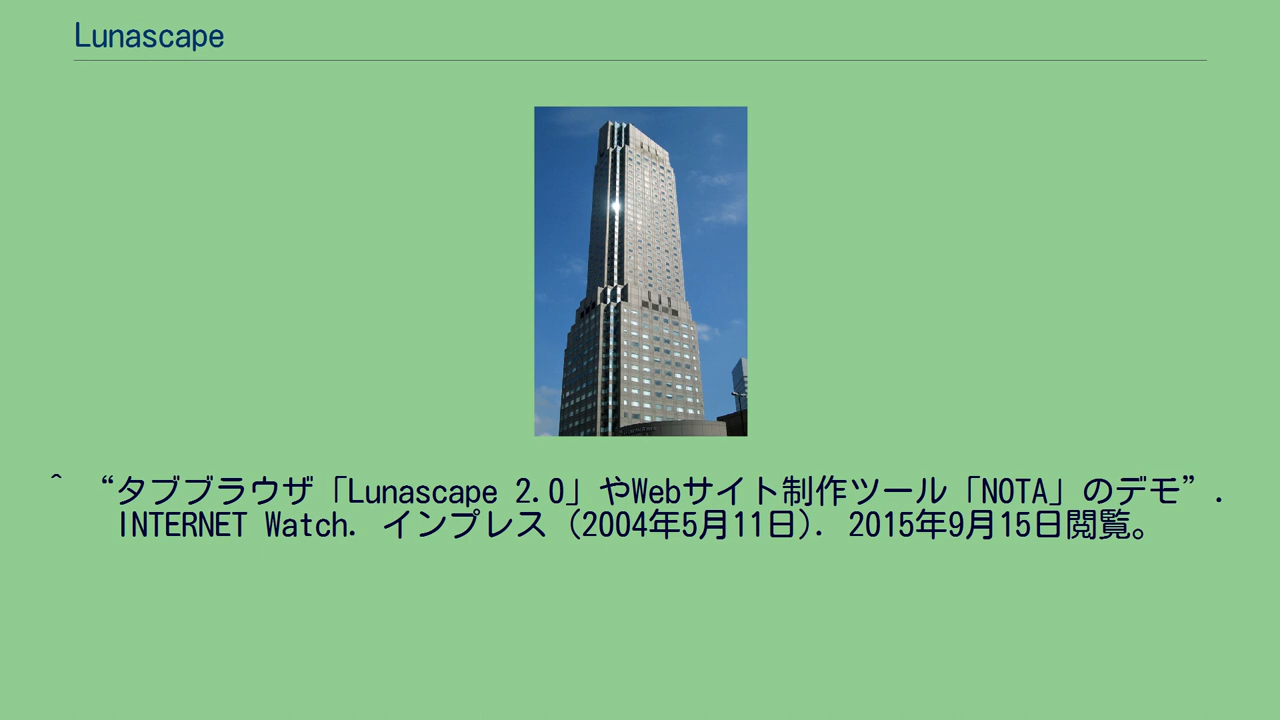 Lunascape
^ “タブブラウザ「Lunascape 2.0」やWebサイト制作ツール「NOTA」のデモ”.
INTERNET Watch. インプレス (2004年5月11日). 2015年9月15日閲覧。